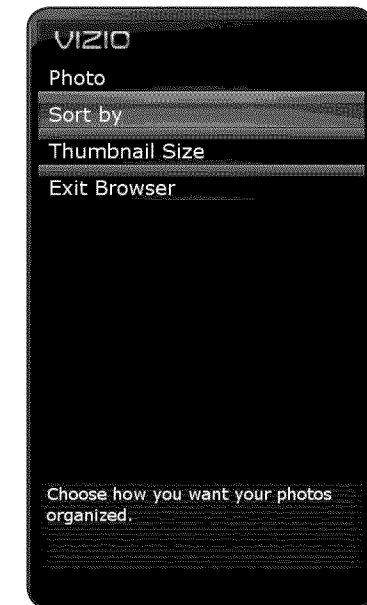 VIZIO
Photo
Sort by
Thumbnail Size
Exit Browser
Choose how you want your photos
organized.